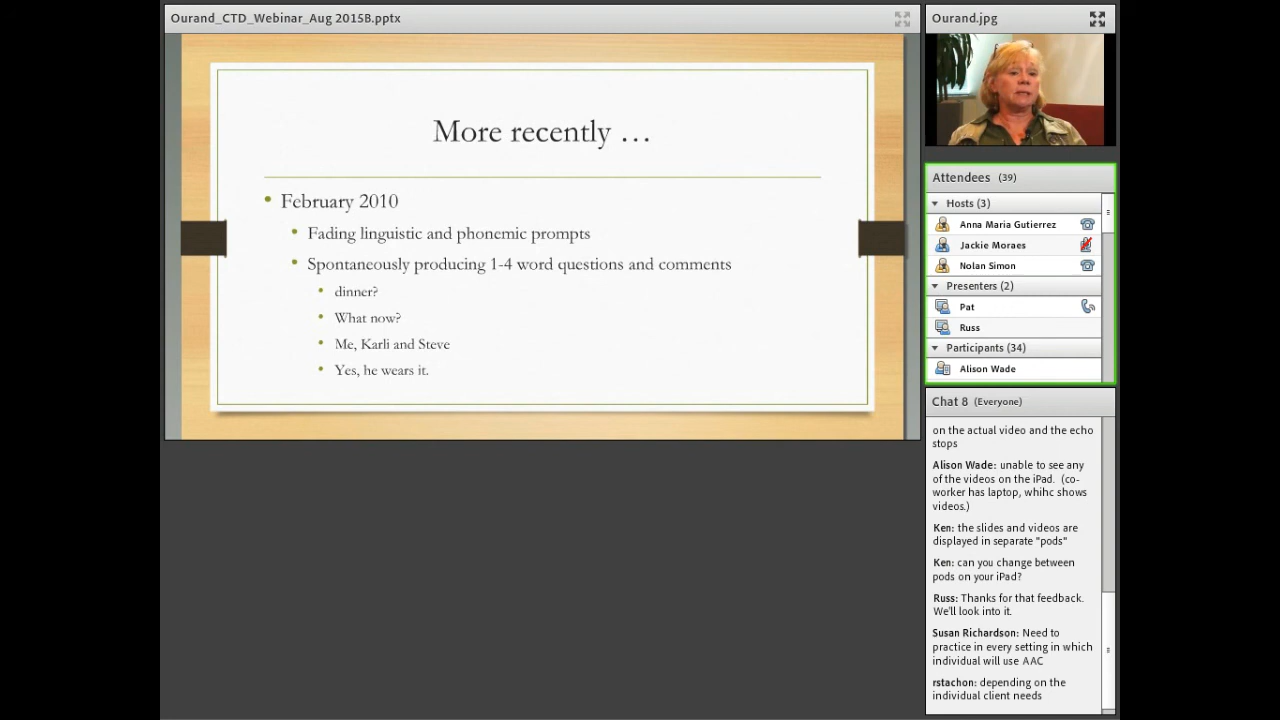 Ourand_CTD_Webinar_Aug 2015B.pptx
More recently …
• February 2010
• Fading linguistic and phonemic prompts
• Spontaneously producing 1-4 word questions and comments
• dinner?
• What now?
• Me, Karli and Steve
• Yes, he wears it.
Ourand.jpg
Attendees (39)
Hosts (3)
Anna Maria Gutierrez
Jackie Moraes
Nolan Simon
Presenters (2)
Pat
Russ
Participants (34)
Alison Wade
Chat 8 (Everyone)
on the actual video and the echo
stops
Alison Wade: unable to see any
of the videos on the iPad. (co-
worker has laptop, whihc shows
videos.)
Ken: the slides and videos are
displayed in separate "pods"
Ken: can you change between
pods on your iPad?
Russ: Thanks for that feedback.
We'll look into it.
Susan Richardson: Need to
practice in every setting in which
individual will use AAC
rstachon: depending on the
individual client needs